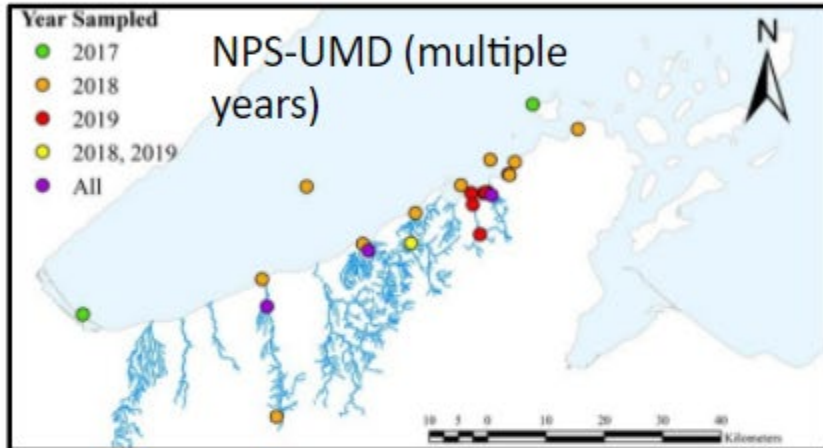 Year Sampled
2017
2018
2019
2018, 2019
All
NPS-UMD (multiple
years)
N
10 5 0 10 20 30 40
Kilometers